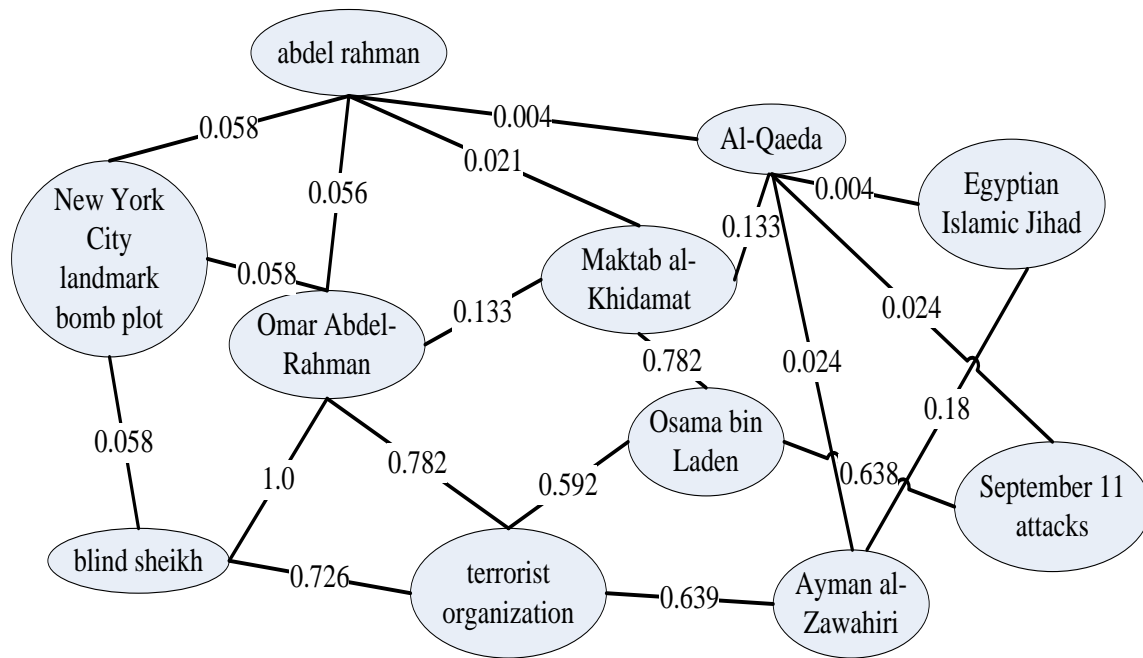 abdel rahman
0.058
0.004
Al-Qaeda
0.056
0.021
0.004
Egyptian
Islamic Jihad
New York
City
landmark
bomb plot
0.133
Maktab al-
Khidamat
0.058
Omar Abdel-
Rahman
0.133
0.024
0.782
0.024
0.18
0.058
Osama bin
Laden
1.0
0.782
0.592
0.638
September 11
attacks
blind sheikh
0.726
terrorist
organization
0.639
Ayman al-
Zawahiri